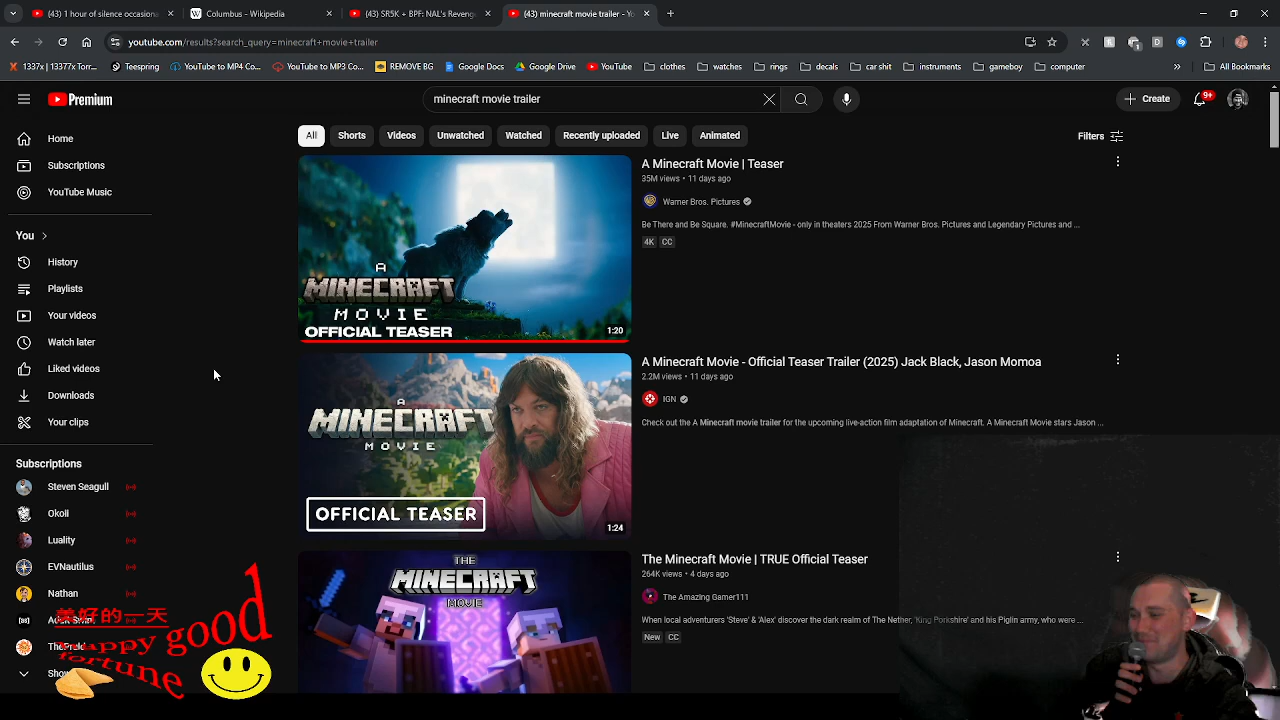 (43) 1 hour of silence occasiona
Columbus - Wikipedia
(43) SR5K + BPF: NAL's Revenge
(43) minecraft movie trailer - Yo
youtube.com/results?search_query=minecraft+movie+trailer
1337x | 1377x Torr...
Teespring
YouTube to MP4 Co...
YouTube to MP3 Co...
REMOVE BG
Google Docs
Google Drive
YouTube
clothes
watches
rings
decals
car shit
instruments
gameboy
computer
All Bookmarks
Premium
minecraft movie trailer
Create
9+
All
Shorts
Videos
Unwatched
Watched
Recently uploaded
Live
Animated
Filters
Home
Subscriptions
YouTube Music
You
History
Playlists
Your videos
Watch later
Liked videos
Downloads
Your clips
Subscriptions
Steven Seagull
Okoll
Luality
EVNautilus
Nathan
A
MINECRAFT
MOVIE
OFFICIAL TEASER
1:20
A Minecraft Movie | Teaser
35M views • 11 days ago
Warner Bros. Pictures
Be There and Be Square. #MinecraftMovie - only in theaters 2025 From Warner Bros. Pictures and Legendary Pictures and ...
4K CC
A
MINECRAFT
MOVIE
OFFICIAL TEASER
1:24
A Minecraft Movie - Official Teaser Trailer (2025) Jack Black, Jason Momoa
2.2M views • 11 days ago
IGN
Check out the A Minecraft movie trailer for the upcoming live-action film adaptation of Minecraft. A Minecraft Movie stars Jason ...
THE
MINECRAFT
MOVIE
The Minecraft Movie | TRUE Official Teaser
264K views • 4 days ago
The Amazing Gamer111
When local adventurers 'Steve' & 'Alex' discover the dark realm of The Nether, 'King Porkshire' and his Piglin army, who were ...
New CC
美好的一天
happy good
fortune